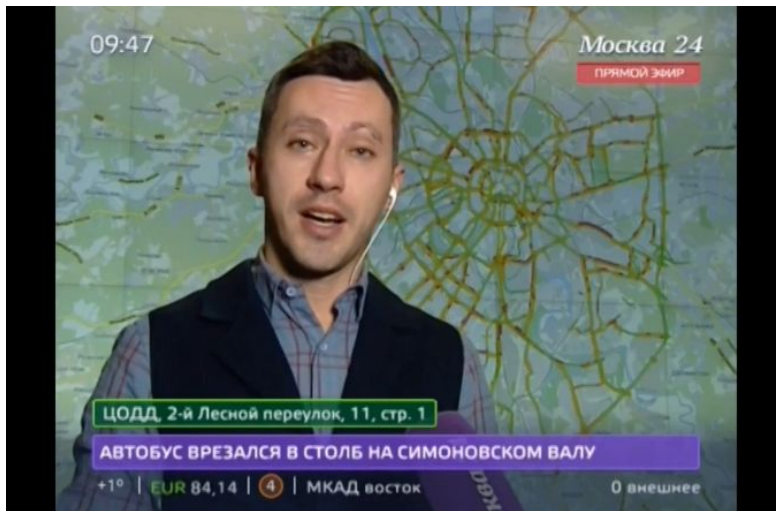 09:47
Москва 24
ПРЯМОЙ ЭФИР
ЦОДД, 2-й Лесной переулок, 11, стр. 1
АВТОБУС ВРЕЗАЛСЯ В СТОЛБ НА СИМОНОВСКОМ ВАЛУ
+1° | EUR 84,14 | 4 | МКАД восток 0 внешнее